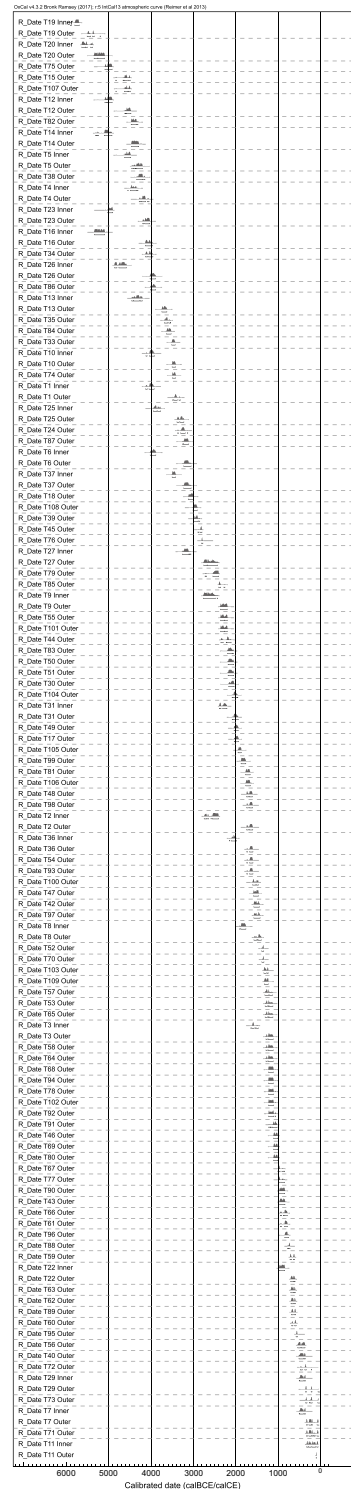 OxCal v4.3.2 Bronk Ramsey (2017); r:5 IntCal13 atmospheric curve (Reimer et al 2013)
R_Date T19 Inner
R_Date T19 Outer
R_Date T20 Inner
R_Date T20 Outer
R_Date T75 Outer
R_Date T15 Outer
R_Date T107 Outer
R_Date T12 Inner
R_Date T12 Outer
R_Date T82 Outer
R_Date T14 Inner
R_Date T14 Outer
R_Date T5 Inner
R_Date T5 Outer
R_Date T38 Outer
R_Date T4 Inner
R_Date T4 Outer
R_Date T23 Inner
R_Date T23 Outer
R_Date T16 Inner
R_Date T16 Outer
R_Date T34 Outer
R_Date T26 Inner
R_Date T26 Outer
R_Date T86 Outer
R_Date T13 Inner
R_Date T13 Outer
R_Date T35 Outer
R_Date T84 Outer
R_Date T33 Outer
R_Date T10 Inner
R_Date T10 Outer
R_Date T74 Outer
R_Date T1 Inner
R_Date T1 Outer
R_Date T25 Inner
R_Date T25 Outer
R_Date T24 Outer
R_Date T87 Outer
R_Date T6 Inner
R_Date T6 Outer
R_Date T37 Inner
R_Date T37 Outer
R_Date T18 Outer
R_Date T108 Outer
R_Date T39 Outer
R_Date T45 Outer
R_Date T76 Outer
R_Date T27 Inner
R_Date T27 Outer
R_Date T79 Outer
R_Date T85 Outer
R_Date T9 Inner
R_Date T9 Outer
R_Date T55 Outer
R_Date T101 Outer
R_Date T44 Outer
R_Date T83 Outer
R_Date T50 Outer
R_Date T51 Outer
R_Date T30 Outer
R_Date T104 Outer
R_Date T31 Inner
R_Date T31 Outer
R_Date T49 Outer
R_Date T17 Outer
R_Date T105 Outer
R_Date T99 Outer
R_Date T81 Outer
R_Date T106 Outer
R_Date T48 Outer
R_Date T98 Outer
R_Date T2 Inner
R_Date T2 Outer
R_Date T36 Inner
R_Date T36 Outer
R_Date T54 Outer
R_Date T93 Outer
R_Date T100 Outer
R_Date T47 Outer
R_Date T42 Outer
R_Date T97 Outer
R_Date T8 Inner
R_Date T8 Outer
R_Date T52 Outer
R_Date T70 Outer
R_Date T103 Outer
R_Date T109 Outer
R_Date T57 Outer
R_Date T53 Outer
R_Date T65 Outer
R_Date T3 Inner
R_Date T3 Outer
R_Date T58 Outer
R_Date T64 Outer
R_Date T68 Outer
R_Date T94 Outer
R_Date T78 Outer
R_Date T102 Outer
R_Date T92 Outer
R_Date T91 Outer
R_Date T46 Outer
R_Date T69 Outer
R_Date T80 Outer
R_Date T67 Outer
R_Date T77 Outer
R_Date T90 Outer
R_Date T43 Outer
R_Date T66 Outer
R_Date T61 Outer
R_Date T96 Outer
R_Date T88 Outer
R_Date T59 Outer
R_Date T22 Inner
R_Date T22 Outer
R_Date T63 Outer
R_Date T62 Outer
R_Date T89 Outer
R_Date T60 Outer
R_Date T95 Outer
R_Date T56 Outer
R_Date T40 Outer
R_Date T72 Outer
R_Date T29 Inner
R_Date T29 Outer
R_Date T73 Outer
R_Date T7 Inner
R_Date T7 Outer
R_Date T71 Outer
R_Date T11 Inner
R_Date T11 Outer
6000 5000 4000 3000 2000 1000 0
Calibrated date (calBCE/calCE)